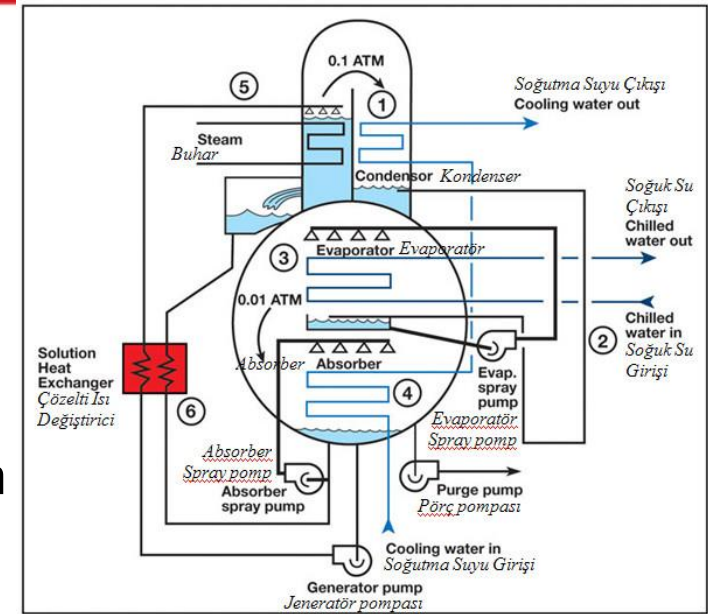 0.1 ATM
5
1
Soğutma Suyu Çıkışı
Cooling water out
Steam
Buhar
Condensor Kondenser
Soğuk Su
Çıkışı
Chilled
water out
3
Evaporator Evaporatör
0.01 ATM
2
Chilled
water in
Soğuk Su
Girişi
Absorber Absorber
Evap.
spray
pump
Evaporatör
Spray pomp
Solution
Heat
Exchanger
Çözelti Isı
Değiştirici
4
6
Absorber
Spray pomp
Absorber
spray pump
Purge pump
Pörç pompası
Cooling water in
Soğutma Suyu Girişi
Generator pump
Jeneratör pompası
n